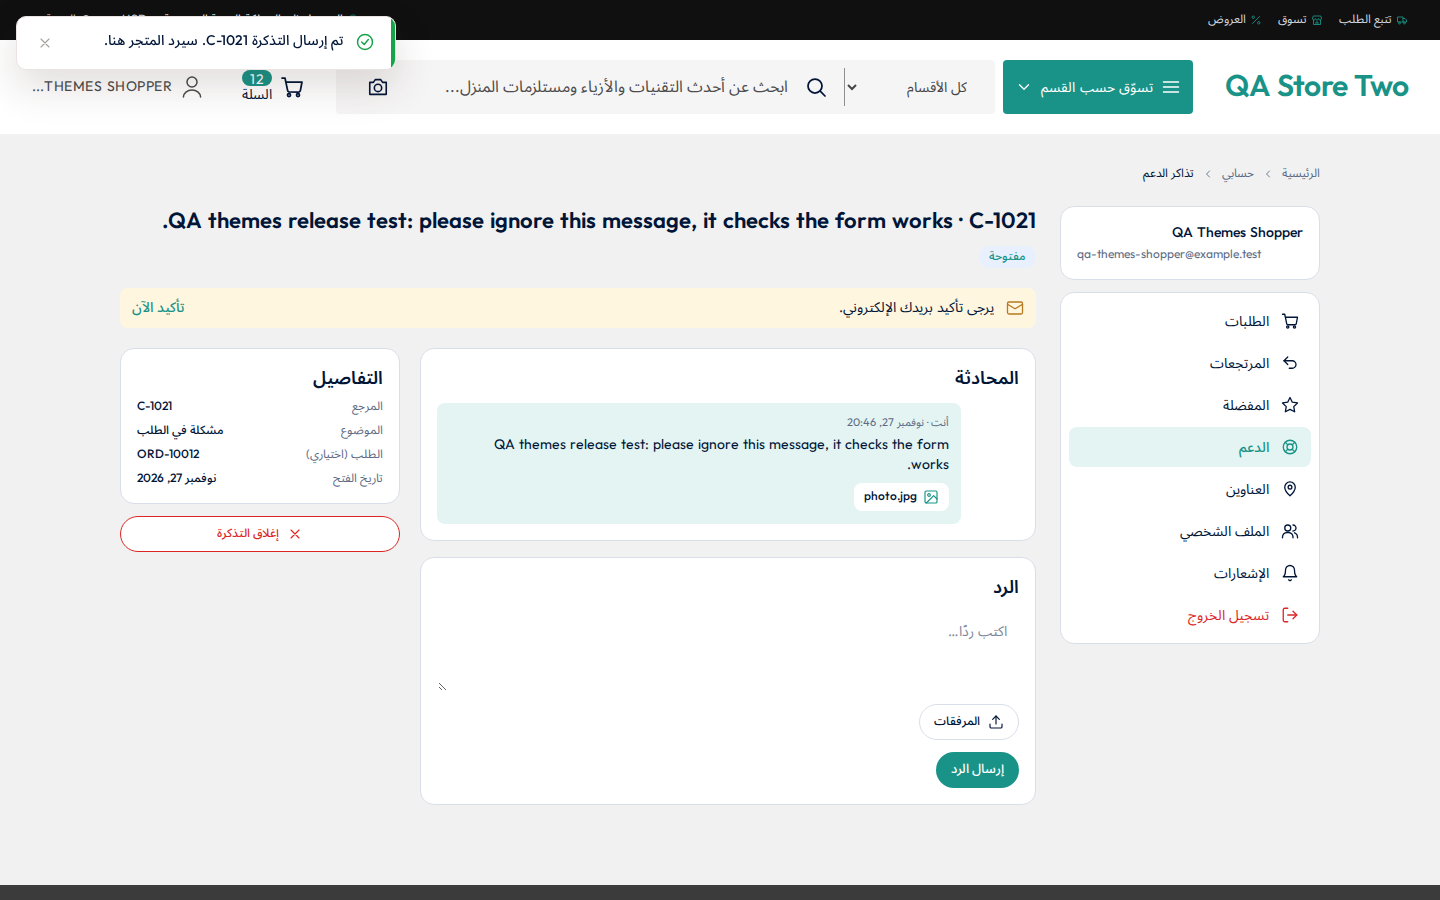 تتبع الطلب
تسوق
العروض
تم إرسال التذكرة C-1021. سيرد المتجر هنا.
QA Store Two
تسوّق حسب القسم
كل الأقسام
ابحث عن أحدث التقنيات والأزياء ومستلزمات المنزل...
12
السلة
THEMES SHOPPER...
الرئيسية
حسابي
تذاكر الدعم
QA Themes Shopper
qa-themes-shopper@example.test
الطلبات
المرتجعات
المفضلة
الدعم
العناوين
الملف الشخصي
الإشعارات
تسجيل الخروج
QA themes release test: please ignore this message, it checks the form works · C-1021.
مفتوحة
يرجى تأكيد بريدك الإلكتروني.
تأكيد الآن
المحادثة
أنت · نوفمبر 27, 20:46
QA themes release test: please ignore this message, it checks the form
works.
photo.jpg
الرد
اكتب ردًا...
المرفقات
إرسال الرد
التفاصيل
المرجع C-1021
الموضوع مشكلة في الطلب
الطلب (اختياري) ORD-10012
تاريخ الفتح نوفمبر 27, 2026
إغلاق التذكرة